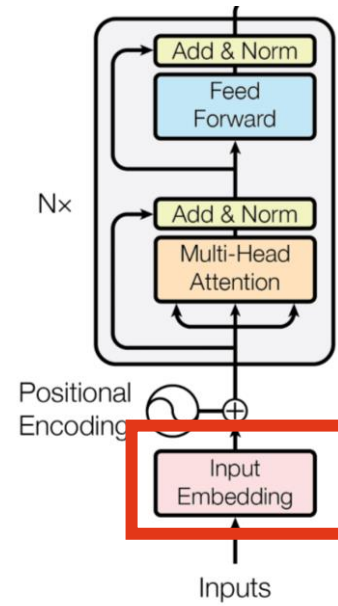 Add & Norm
Feed
Forward
N×
Add & Norm
Multi-Head
Attention
Positional
Encoding
Input
Embedding
Inputs